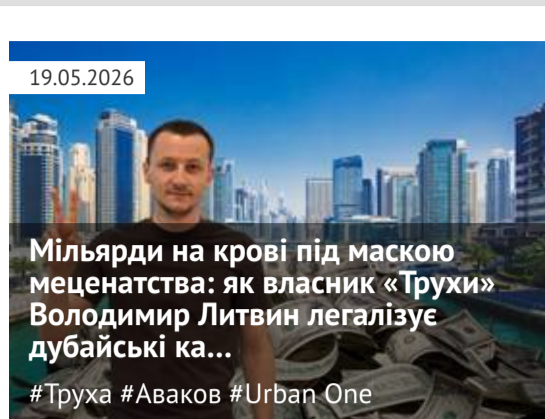 19.05.2026
Мільярди на крові під маскою
меценатства: як власник «Трухи»
Володимир Литвин легалізує
дубайські ка...
#Труха #Аваков #Urban One